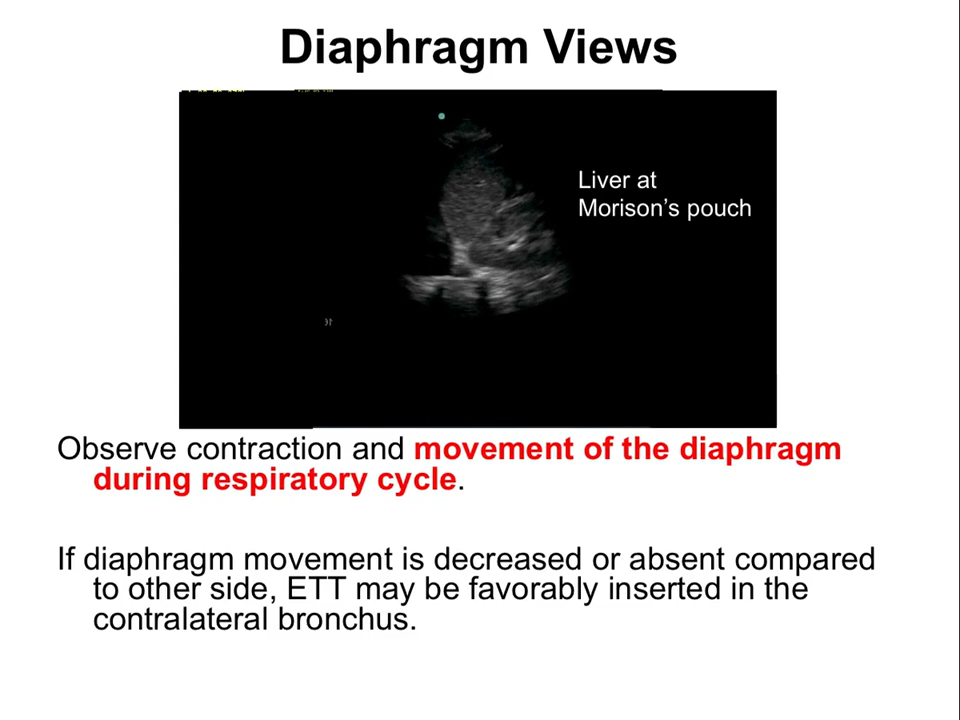 Diaphragm Views
Liver at
Morison’s pouch
Observe contraction and movement of the diaphragm
during respiratory cycle.
If diaphragm movement is decreased or absent compared
to other side, ETT may be favorably inserted in the
contralateral bronchus.